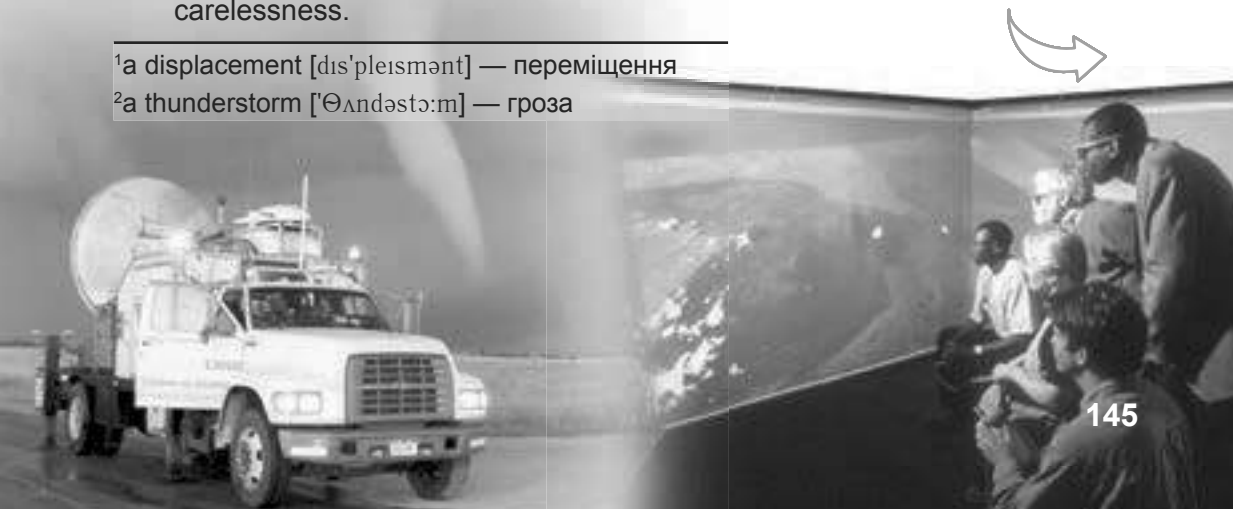 carelessness.
¹a displacement [dɪs'pleɪsmənt] — переміщення
²a thunderstorm ['Θʌndəstɔ:m] — гроза
145